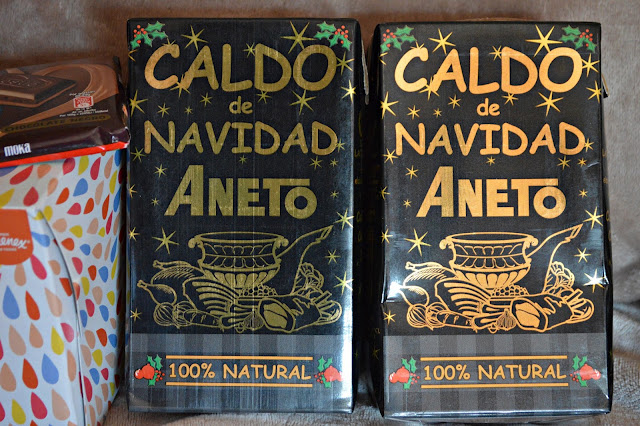 CALDO
de
NAVIDAD
ANETO
100% NATURAL
CALDO
de
NAVIDAD
ANETO
100% NATURAL
moka